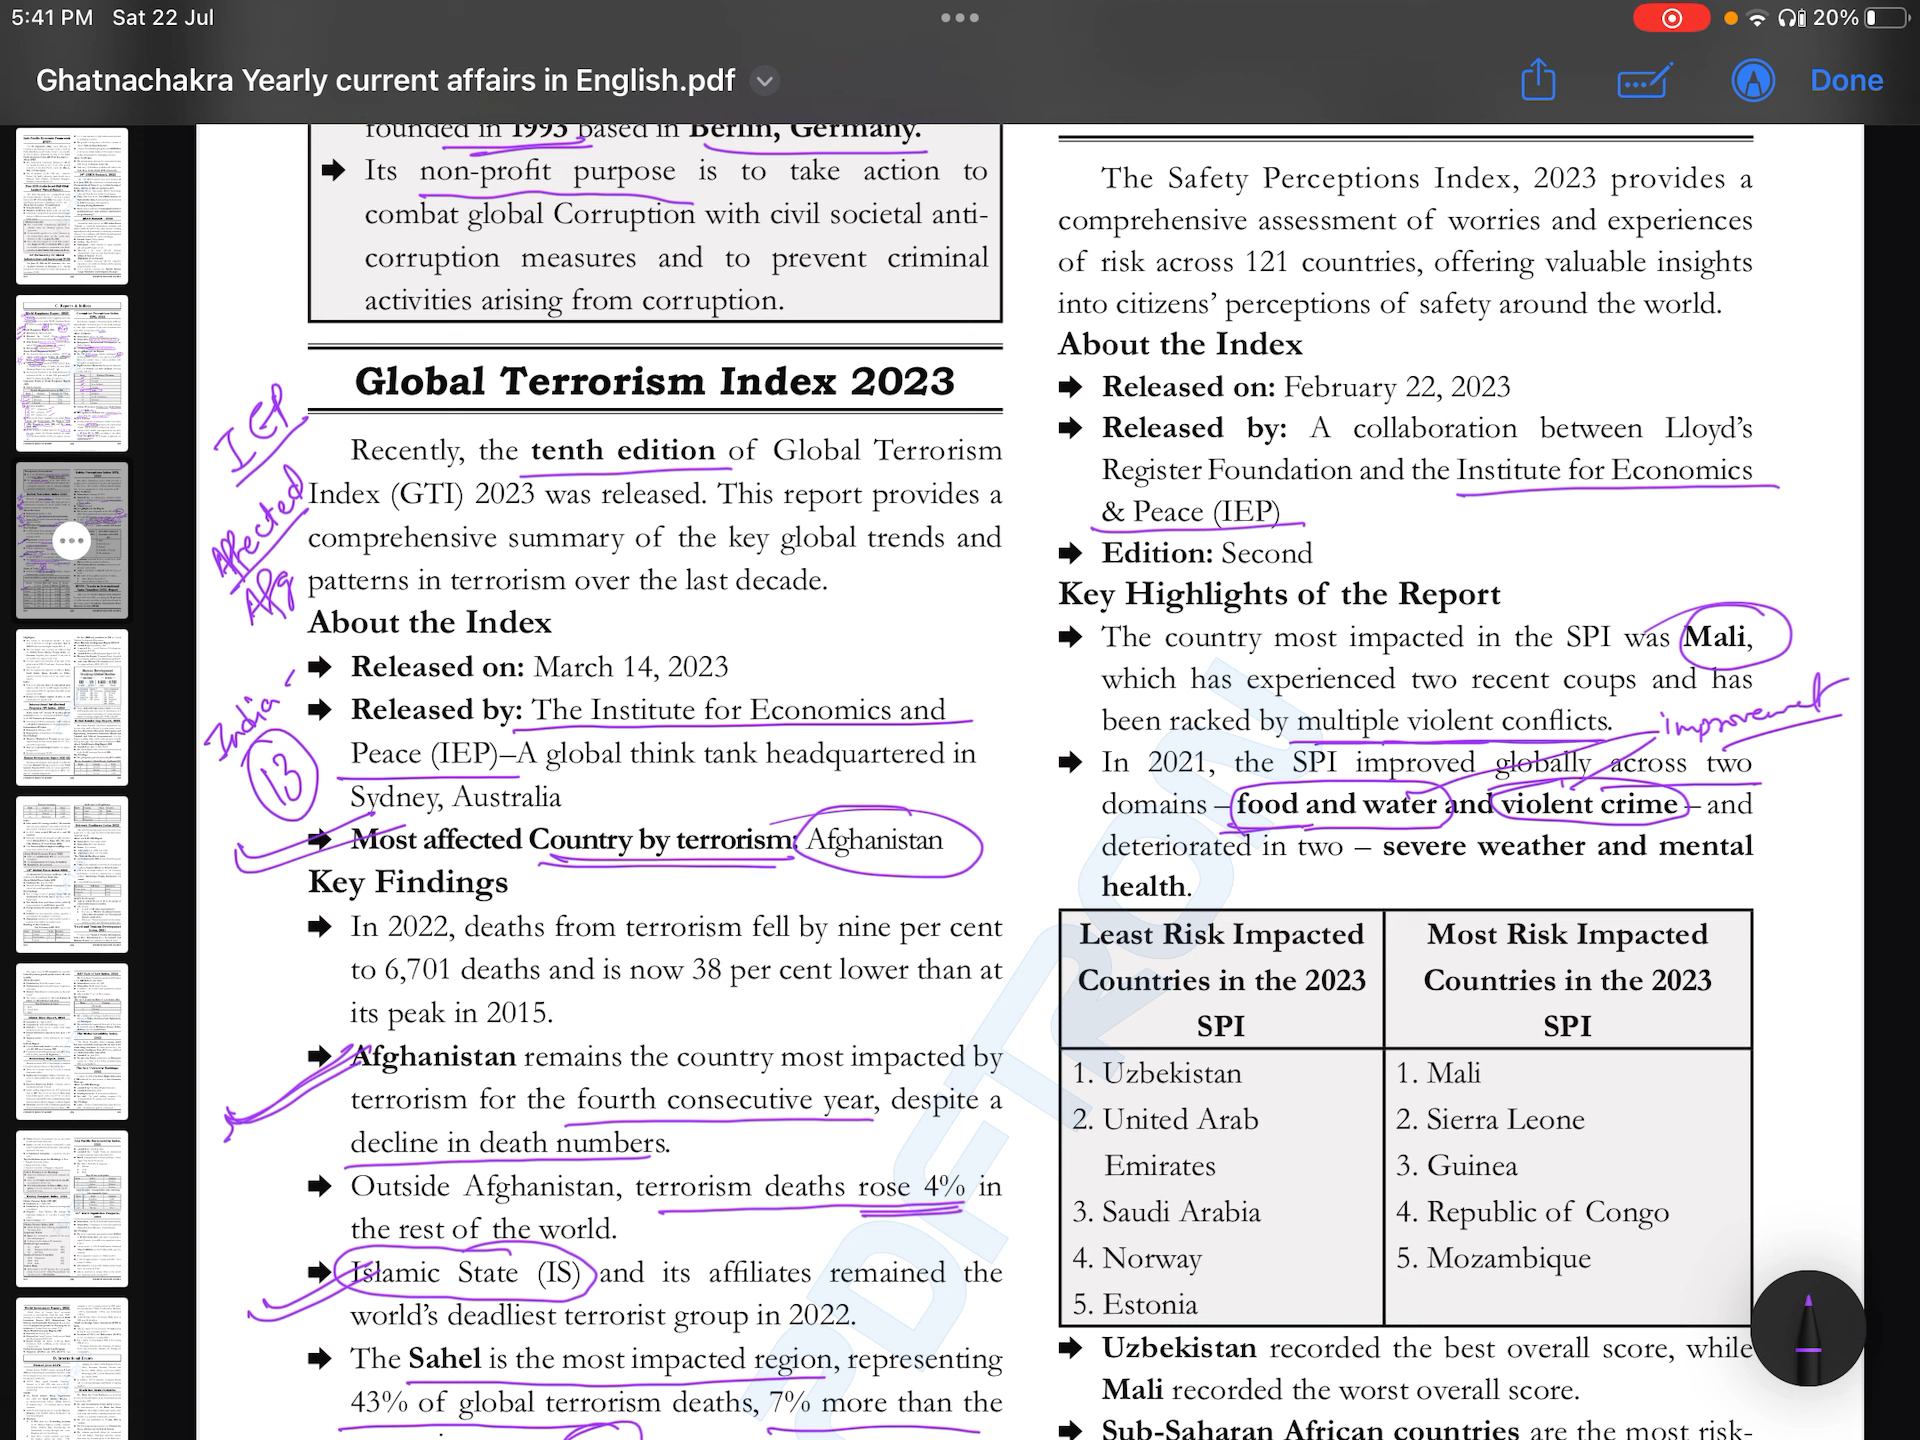 5:41 PM Sat 22 Jul
20%
Ghatnachakra Yearly current affairs in English.pdf
Done
founded in 1993 based in Berlin, Germany.
Its non-profit purpose is to take action to
combat global Corruption with civil societal anti-
corruption measures and to prevent criminal
activities arising from corruption.
Global Terrorism Index 2023
IEP
Affected
Afg
India -
13
Recently, the tenth edition of Global Terrorism
Index (GTI) 2023 was released. This report provides a
comprehensive summary of the key global trends and
patterns in terrorism over the last decade.
About the Index
Released on: March 14, 2023
Released by: The Institute for Economics and
Peace (IEP)–A global think tank headquartered in
Sydney, Australia
Most affected Country by terrorism: Afghanistan
Key Findings
In 2022, deaths from terrorism fell by nine per cent
to 6,701 deaths and is now 38 per cent lower than at
its peak in 2015.
Afghanistan remains the country most impacted by
terrorism for the fourth consecutive year, despite a
decline in death numbers.
Outside Afghanistan, terrorism deaths rose 4% in
the rest of the world.
Islamic State (IS) and its affiliates remained the
world's deadliest terrorist group in 2022.
The Sahel is the most impacted region, representing
43% of global terrorism deaths, 7% more than the
The Safety Perceptions Index, 2023 provides a
comprehensive assessment of worries and experiences
of risk across 121 countries, offering valuable insights
into citizens' perceptions of safety around the world.
About the Index
Released on: February 22, 2023
Released by: A collaboration between Lloyd's
Register Foundation and the Institute for Economics
& Peace (IEP)
Edition: Second
Key Highlights of the Report
The country most impacted in the SPI was Mali,
which has experienced two recent coups and has
been racked by multiple violent conflicts.
improvement
In 2021, the SPI improved globally across two
domains – food and water and violent crime – and
deteriorated in two – severe weather and mental
health.
Least Risk Impacted
Countries in the 2023
SPI
Most Risk Impacted
Countries in the 2023
SPI
1. Uzbekistan
2. United Arab
Emirates
3. Saudi Arabia
4. Norway
5. Estonia
1. Mali
2. Sierra Leone
3. Guinea
4. Republic of Congo
5. Mozambique
Uzbekistan recorded the best overall score, while
Mali recorded the worst overall score.
Sub-Saharan African countries are the most risk-
PDFTRON